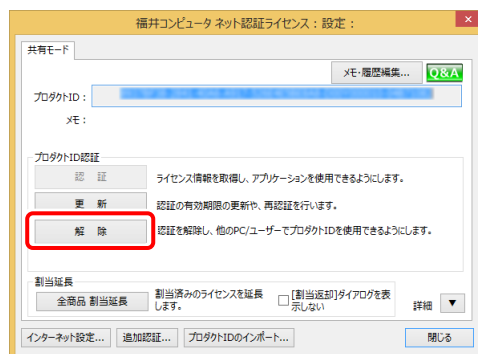 福井コンピュータ ネット認証ライセンス：設定：
×
共有モード
メモ・履歴編集... Q&A
プロダクトID：
メモ：
プロダクトID認証
認 証 ライセンス情報を取得し、アプリケーションを使用できるようにします。
更 新 認証の有効期限の更新や、再認証を行います。
解 除 認証を解除し、他のPC/ユーザーでプロダクトIDを使用できるようにします。
割当延長
全商品 割当延長 割当済みのライセンスを延長 [割当返却]ダイアログを表
します。 示しない 詳細 ▼
インターネット設定... 追加認証... プロダクトIDのインポート... 閉じる